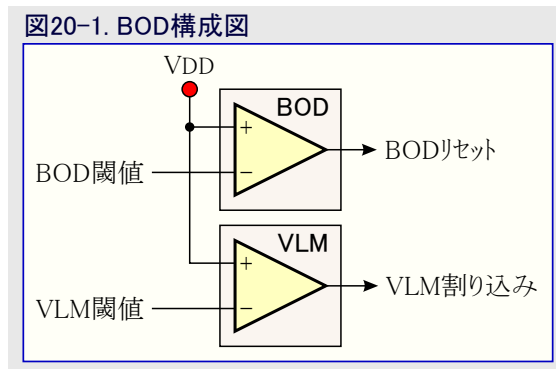 図20-1. BOD構成図
VDD
BOD
+
BOD閾値
−
BODリセット
VLM
+
VLM閾値
−
VLM割り込み